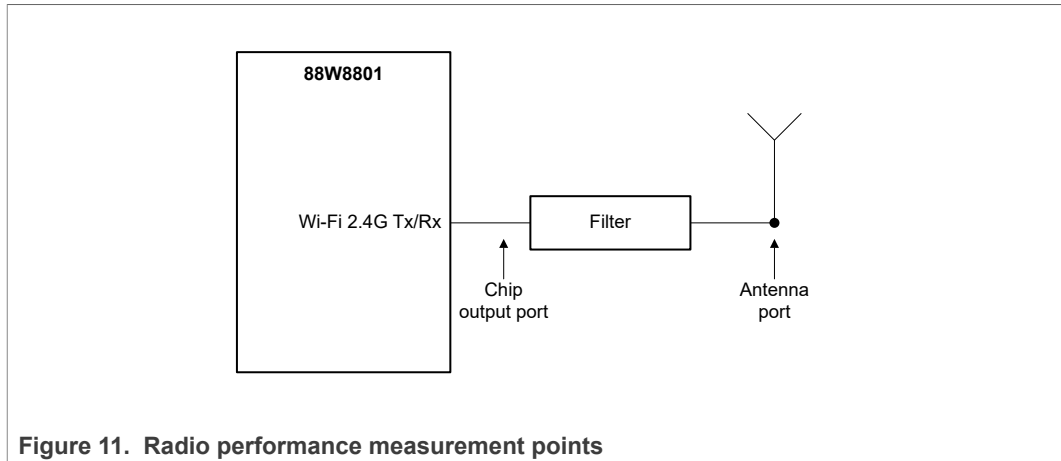 88W8801
Wi-Fi 2.4G Tx/Rx
Filter
Chip
output port
Antenna
port
Figure 11. Radio performance measurement points